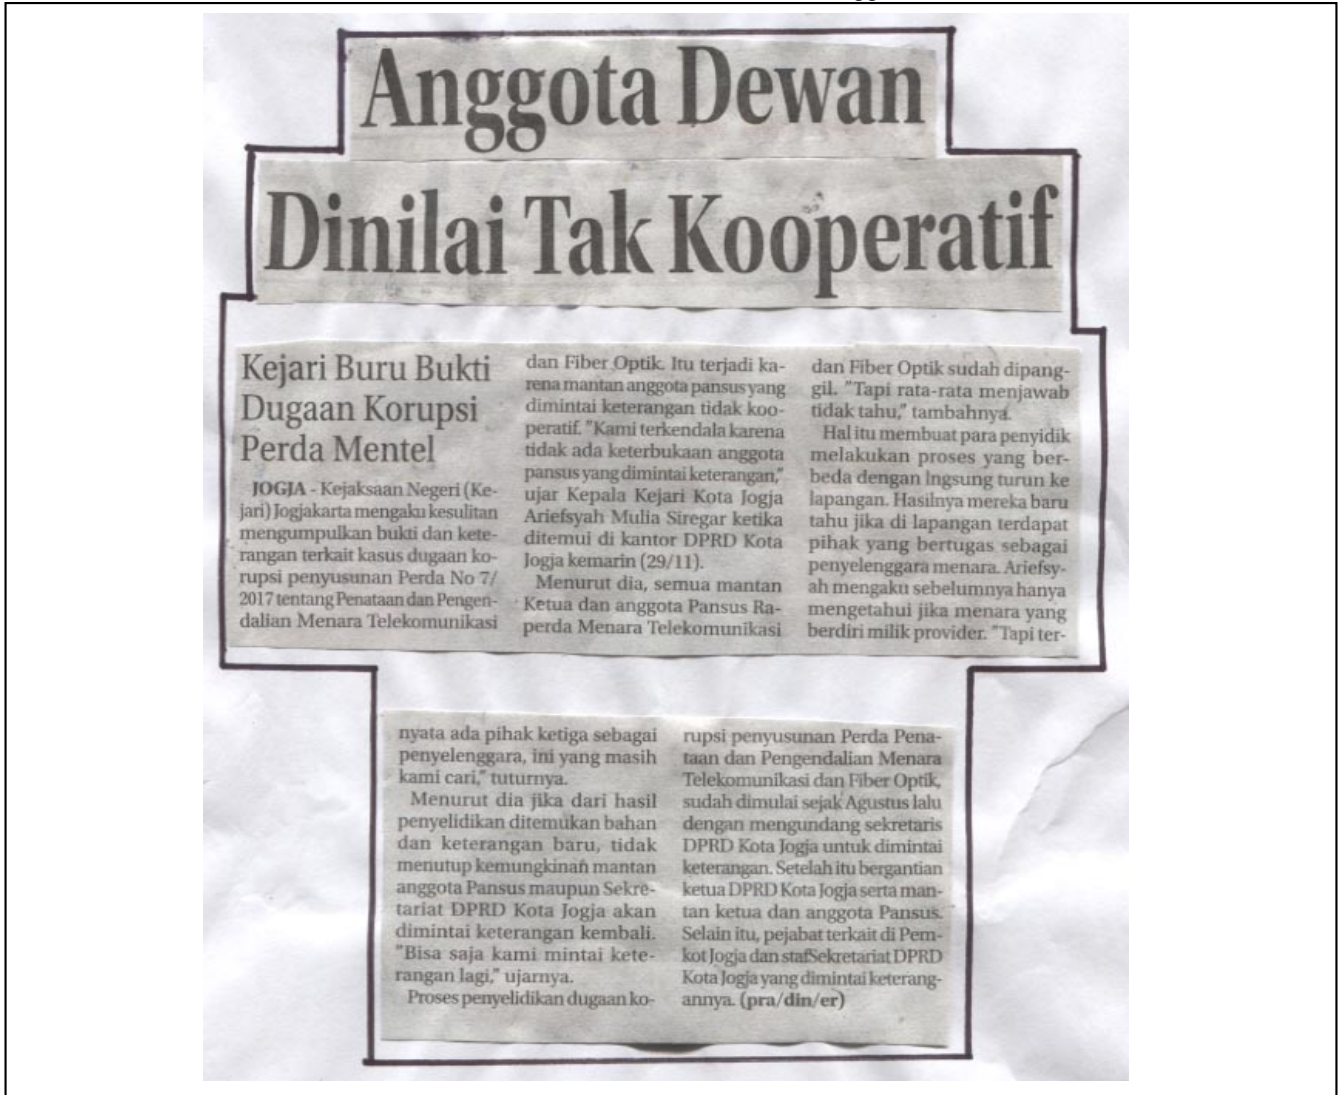 Anggota Dewan
Dinilai Tak Kooperatif
Kejari Buru Bukti
Dugaan Korupsi
Perda Mentel
JOGJA - Kejaksaan Negeri (Ke-
jari) Jogjakarta mengaku kesulitan
mengumpulkan bukti dan kete-
rangan terkait kasus dugaan ko-
rupsi penyusunan Perda No 7/
2017 tentang Penataan dan Pengen-
dalian Menara Telekomunikasi
dan Fiber Optik. Itu terjadi ka-
rena mantan anggota pansus yang
dimintai keterangan tidak koo-
peratif. "Kami terkendala karena
tidak ada keterbukaan anggota
pansus yang dimintai keterangan,"
ujar Kepala Kejari Kota Jogja
Ariefsyah Mulia Siregar ketika
ditemui di kantor DPRD Kota
Jogja kemarin (29/11).
Menurut dia, semua mantan
Ketua dan anggota Pansus Ra-
perda Menara Telekomunikasi
dan Fiber Optik sudah dipang-
gil. "Tapi rata-rata menjawab
tidak tahu," tambahnya.
Hal itu membuat para penyidik
melakukan proses yang ber-
beda dengan lngsung turun ke
lapangan. Hasilnya mereka baru
tahu jika di lapangan terdapat
pihak yang bertugas sebagai
penyelenggara menara. Ariefsy-
ah mengaku sebelumnya hanya
mengetahui jika menara yang
berdiri milik provider. "Tapi ter-
nyata ada pihak ketiga sebagai
penyelenggara, ini yang masih
kami cari," tuturnya.
Menurut dia jika dari hasil
penyelidikan ditemukan bahan
dan keterangan baru, tidak
menutup kemungkinan mantan
anggota Pansus maupun Sekre-
tariat DPRD Kota Jogja akan
dimintai keterangan kembali.
"Bisa saja kami mintai kete-
rangan lagi," ujarnya.
Proses penyelidikan dugaan ko-
rupsi penyusunan Perda Pena-
taan dan Pengendalian Menara
Telekomunikasi dan Fiber Optik,
sudah dimulai sejak Agustus lalu
dengan mengundang sekretaris
DPRD Kota Jogja untuk dimintai
keterangan. Setelah itu bergantian
ketua DPRD Kota Jogja serta man-
tan ketua dan anggota Pansus.
Selain itu, pejabat terkait di Pem-
kot Jogja dan staf Sekretariat DPRD
Kota Jogja yang dimintai keterang-
annya. (pra/din/er)